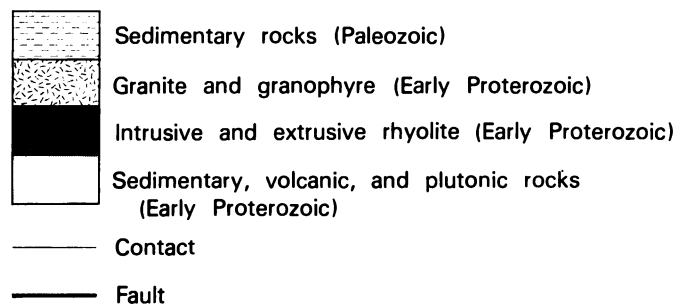 Sedimentary rocks (Paleozoic)
Granite and granophyre (Early Proterozoic)
Intrusive and extrusive rhyolite (Early Proterozoic)
Sedimentary, volcanic, and plutonic rocks
(Early Proterozoic)
Contact
Fault